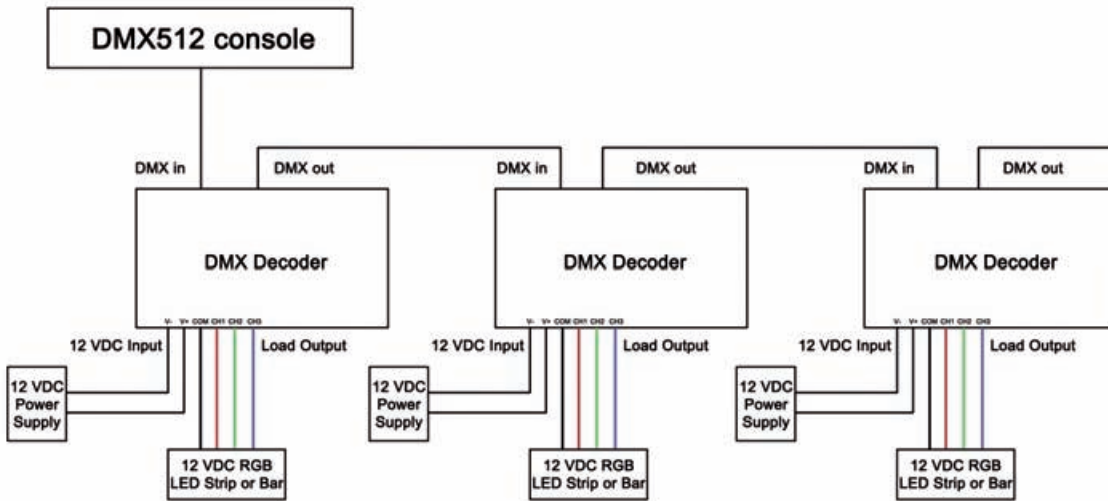 DMX512 console
DMX in
DMX out
DMX in
DMX out
DMX in
DMX out
DMX Decoder
DMX Decoder
DMX Decoder
V- V+ COM CH1 CH2 CH3
V- V+ COM CH1 CH2 CH3
V- V+ COM CH1 CH2 CH3
12 VDC Input
Load Output
12 VDC Input
Load Output
12 VDC Input
Load Output
12 VDC
Power
Supply
12 VDC
Power
Supply
12 VDC
Power
Supply
12 VDC RGB
LED Strip or Bar
12 VDC RGB
LED Strip or Bar
12 VDC RGB
LED Strip or Bar